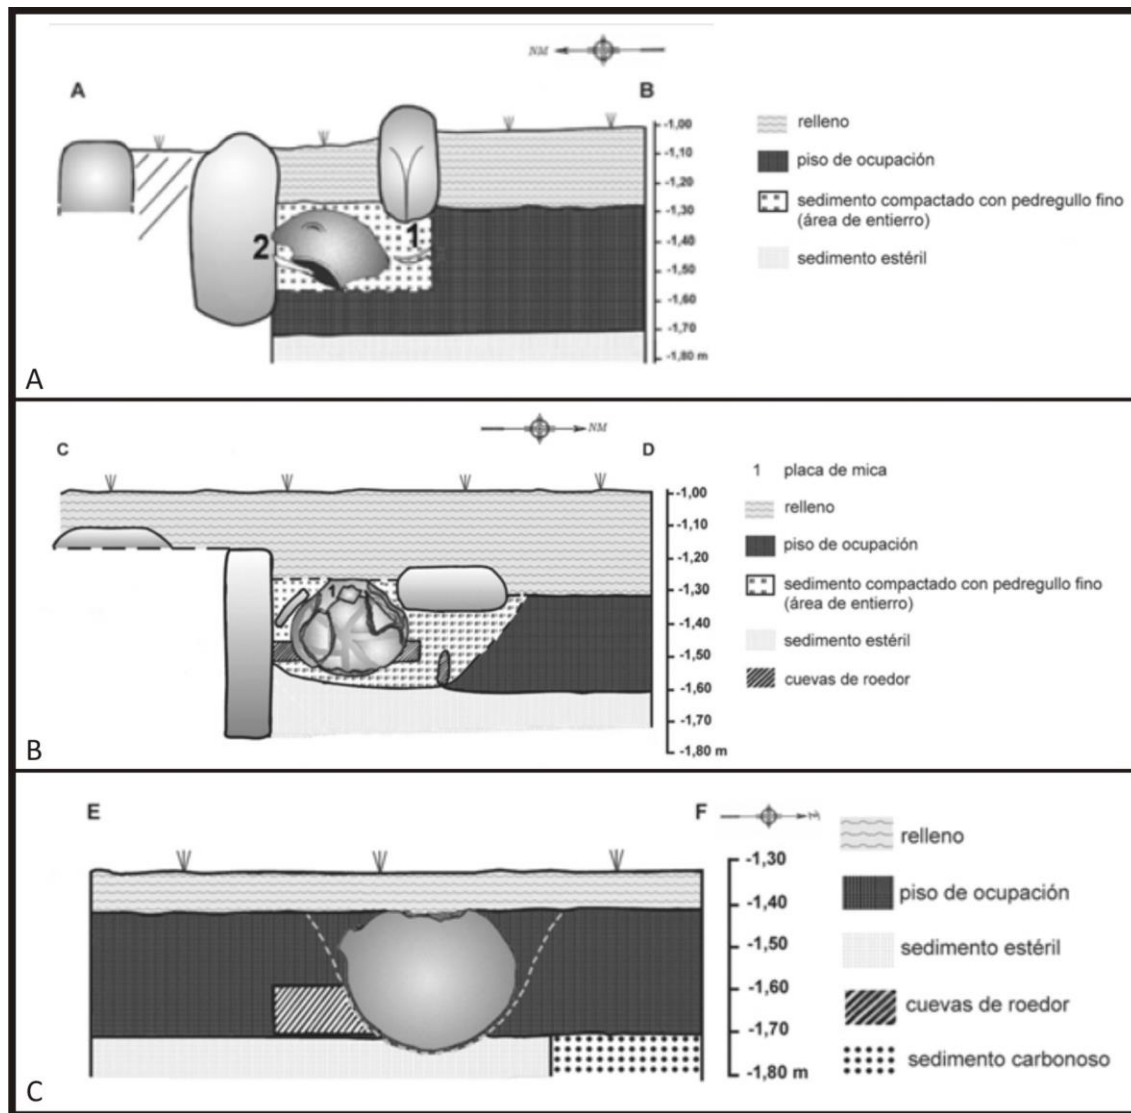 NM
A
B
-1,00
-1,10
-1,20
-1,30
-1,40
-1,50
-1,60
-1,70
-1,80 m
1
2
relleno
piso de ocupación
sedimento compactado con pedregullo fino
(área de entierro)
sedimento estéril
A
NM
C
D
-1,00
-1,10
-1,20
-1,30
-1,40
-1,50
-1,60
-1,70
-1,80 m
1
1 placa de mica
relleno
piso de ocupación
sedimento compactado con pedregullo fino
(área de entierro)
sedimento estéril
cuevas de roedor
B
E
F
-1,30
-1,40
-1,50
-1,60
-1,70
-1,80 m
relleno
piso de ocupación
sedimento estéril
cuevas de roedor
sedimento carbonoso
C